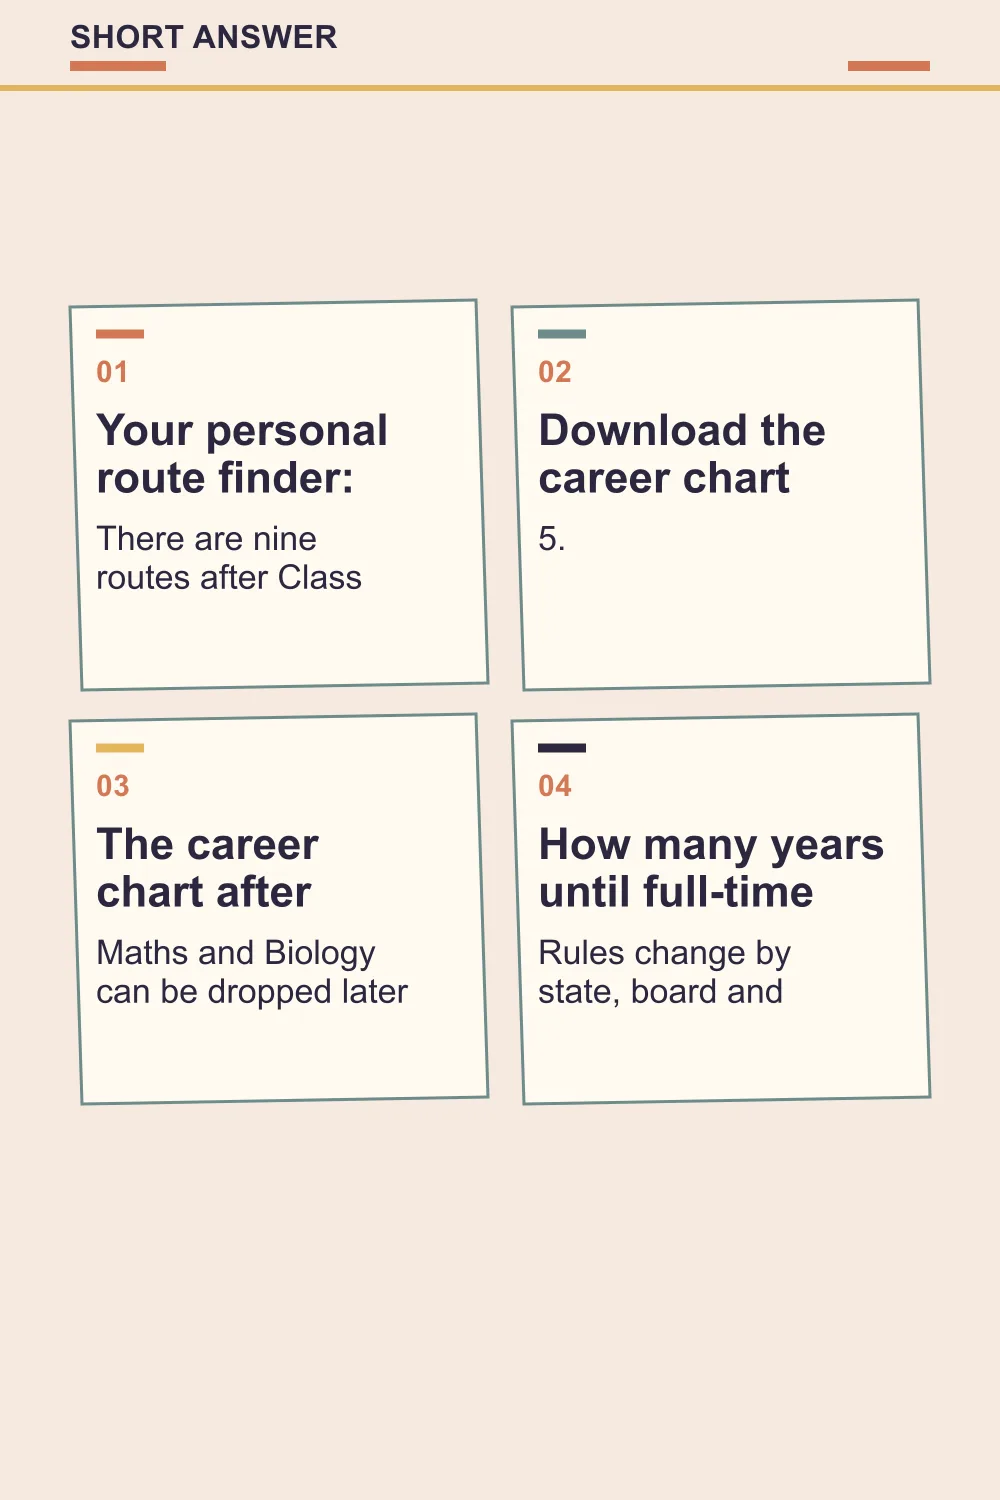 SHORT ANSWER
01
Your personal
route finder:
There are nine
routes after Class
02
Download the
career chart
5.
03
The career
chart after
Maths and Biology
can be dropped later
04
How many years
until full-time
Rules change by
state, board and